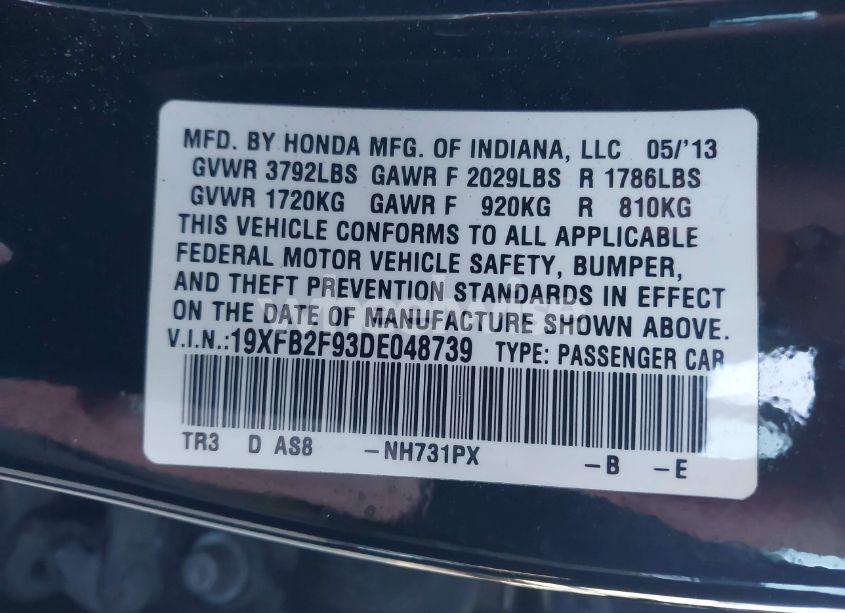 MFD. BY HONDA MFG. OF INDIANA, LLC 05/'13
GVWR 3792LBS GAWR F 2029LBS R 1786LBS
GVWR 1720KG GAWR F 920KG R 810KG
THIS VEHICLE CONFORMS TO ALL APPLICABLE
FEDERAL MOTOR VEHICLE SAFETY, BUMPER,
AND THEFT PREVENTION STANDARDS IN EFFECT
ON THE DATE OF MANUFACTURE SHOWN ABOVE.
V.I.N.:19XFB2F93DE048739 TYPE: PASSENGER CAR
TR3 D AS8 -NH731PX -B -E